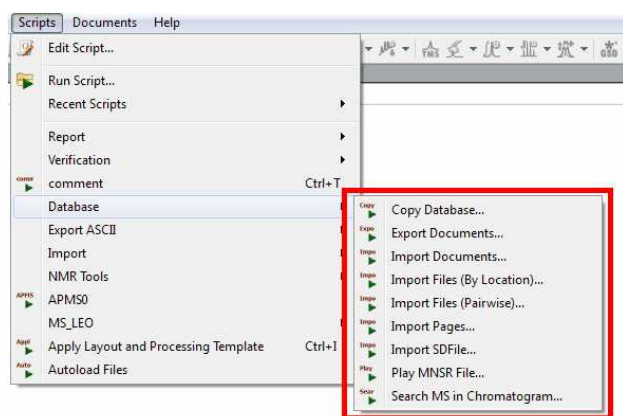 Scripts Documents Help
Edit Script...
Run Script...
Recent Scripts
Report
Verification
comment Ctrl+T
Database
Export ASCII
Import
NMR Tools
APMS0
MS_LEO
Apply Layout and Processing Template Ctrl+I
Autoload Files
Copy Database...
Export Documents...
Import Documents...
Import Files (By Location)...
Import Files (Pairwise)...
Import Pages...
Import SDFile...
Play MNSR File...
Search MS in Chromatogram...